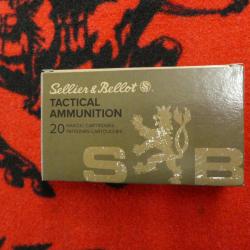 Sellier & Bellot
TACTICAL
AMMUNITION
20
S B